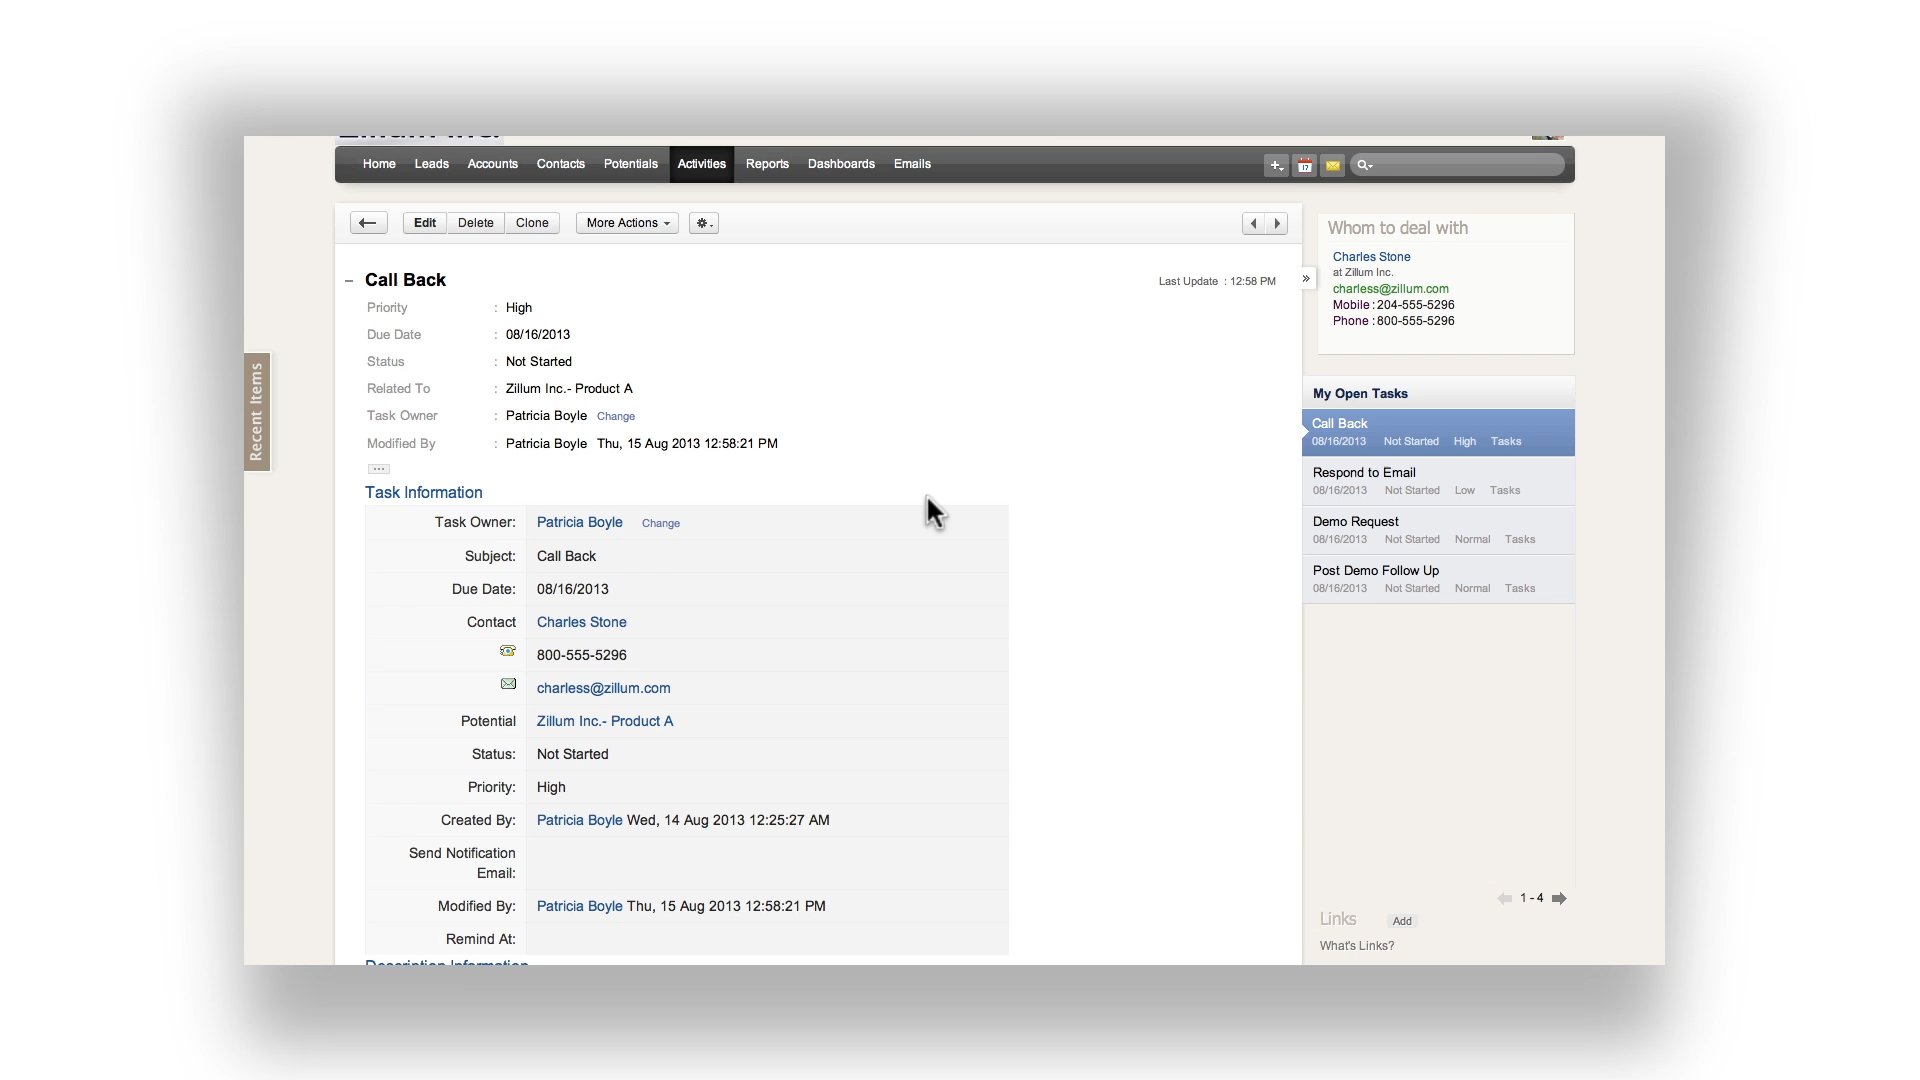 Home Leads Accounts Contacts Potentials Activities Reports Dashboards Emails
17
Edit Delete Clone More Actions
Call Back
Last Update : 12:58 PM
Priority : High
Due Date : 08/16/2013
Status : Not Started
Related To : Zillum Inc.- Product A
Task Owner : Patricia Boyle Change
Modified By : Patricia Boyle Thu, 15 Aug 2013 12:58:21 PM
...
Task Information
Task Owner: Patricia Boyle Change
Subject: Call Back
Due Date: 08/16/2013
Contact Charles Stone
800-555-5296
charless@zillum.com
Potential Zillum Inc.- Product A
Status: Not Started
Priority: High
Created By: Patricia Boyle Wed, 14 Aug 2013 12:25:27 AM
Send Notification
Email:
Modified By: Patricia Boyle Thu, 15 Aug 2013 12:58:21 PM
Remind At:
Description Information
Recent Items
»
Whom to deal with
Charles Stone
at Zillum Inc.
charless@zillum.com
Mobile : 204-555-5296
Phone : 800-555-5296
My Open Tasks
Call Back
08/16/2013 Not Started High Tasks
Respond to Email
08/16/2013 Not Started Low Tasks
Demo Request
08/16/2013 Not Started Normal Tasks
Post Demo Follow Up
08/16/2013 Not Started Normal Tasks
1 - 4
Links Add
What's Links?